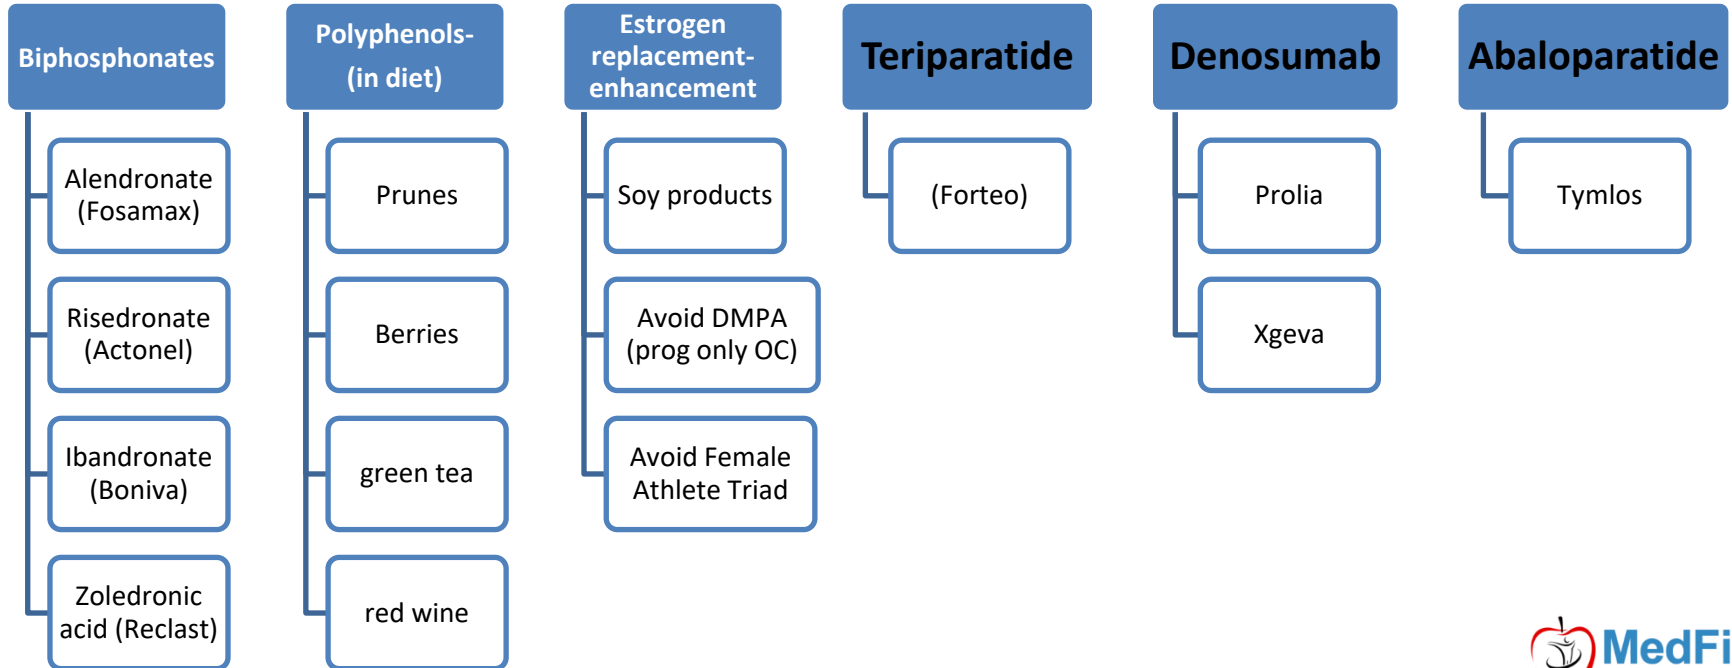 Biphosphonates
Alendronate
(Fosamax)
Risedronate
(Actonel)
Ibandronate
(Boniva)
Zoledronic
acid (Reclast)
Polyphenols-
(in diet)
Prunes
Berries
green tea
red wine
Estrogen
replacement-
enhancement
Soy products
Avoid DMPA
(prog only OC)
Avoid Female
Athlete Triad
Teriparatide
(Forteo)
Denosumab
Prolia
Xgeva
Abaloparatide
Tymlos
MedFi